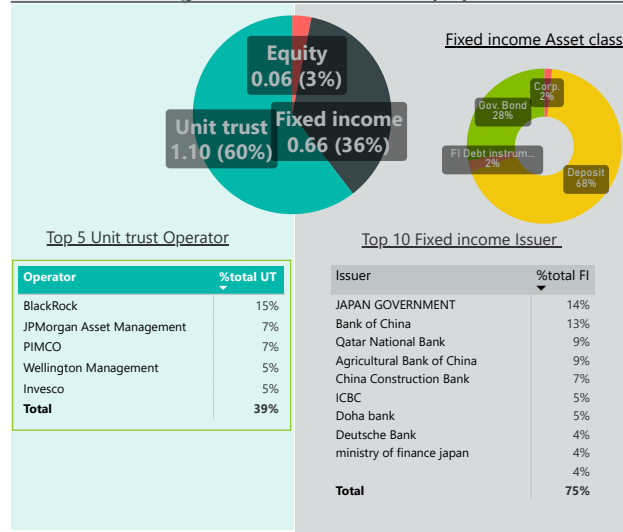 Equity
0.06 (3%)
Unit trust
1.10 (60%)
Fixed income
0.66 (36%)
Fixed income Asset class
Corp.
2%
Gov. Bond
28%
FI Debt instrum...
2%
Deposit
68%
Top 5 Unit trust Operator
Operator %total UT
BlackRock 15%
JPMorgan Asset Management 7%
PIMCO 7%
Wellington Management 5%
Invesco 5%
Total 39%
Top 10 Fixed income Issuer
Issuer %total FI
JAPAN GOVERNMENT 14%
Bank of China 13%
Qatar National Bank 9%
Agricultural Bank of China 9%
China Construction Bank 7%
ICBC 5%
Doha bank 5%
Deutsche Bank 4%
ministry of finance japan 4%
4%
Total 75%